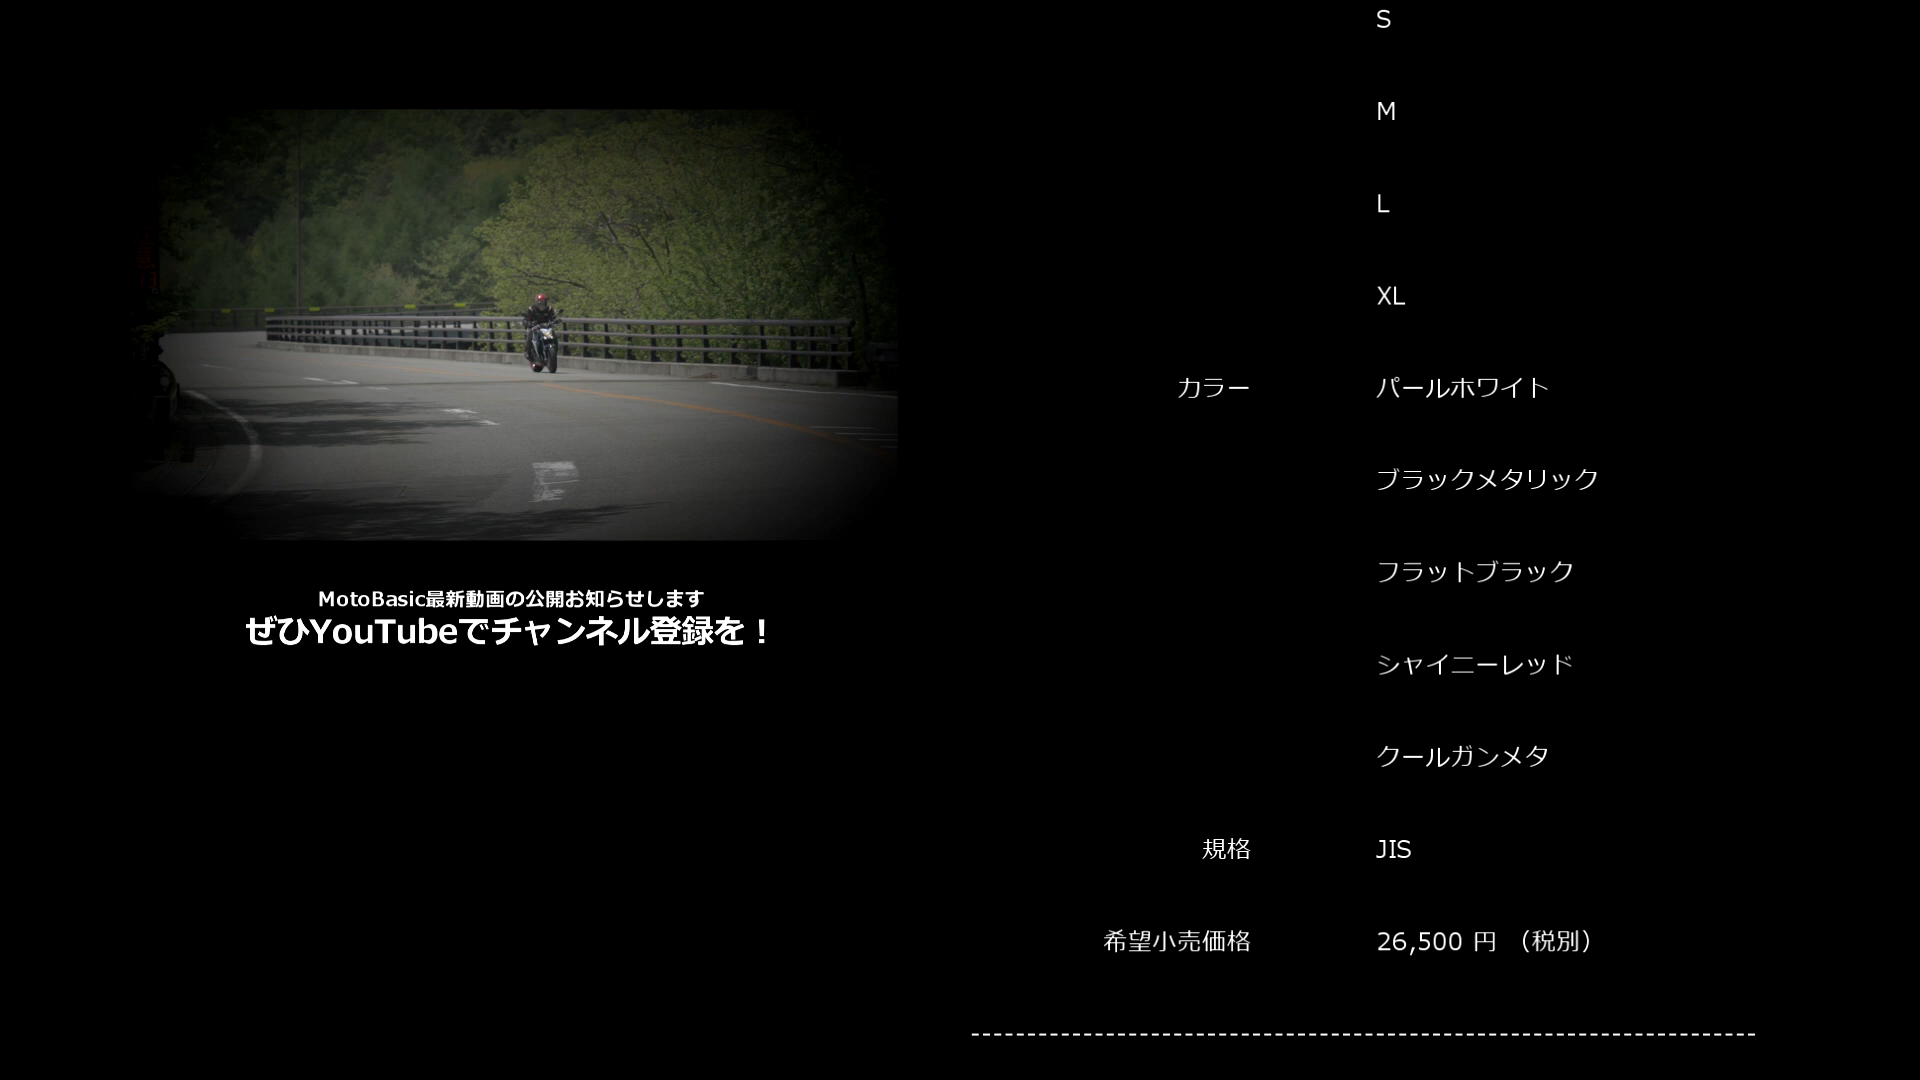 MotoBasic最新動画の公開お知らせします
ぜひYouTubeでチャンネル登録を！
S
M
L
XL
カラー パールホワイト
ブラックメタリック
フラットブラック
シャイニーレッド
クールガンメタ
規格 JIS
希望小売価格 26,500 円 （税別）